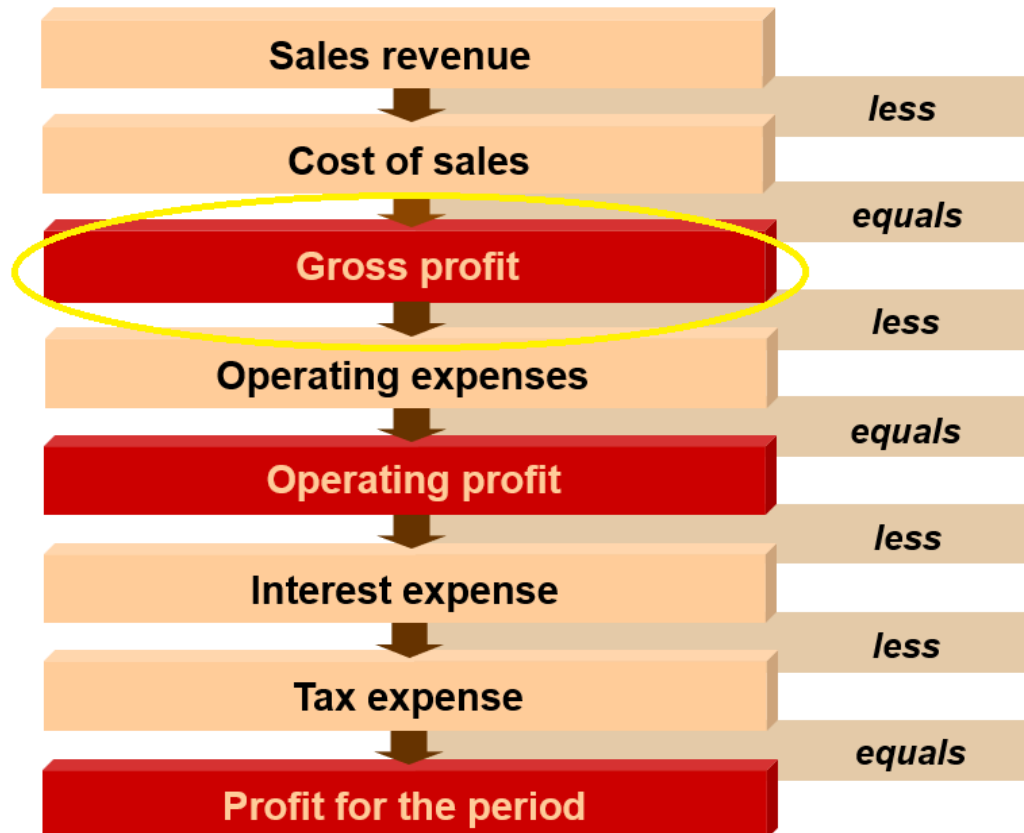 Sales revenue
less
Cost of sales
equals
Gross profit
less
Operating expenses
equals
Operating profit
less
Interest expense
less
Tax expense
equals
Profit for the period